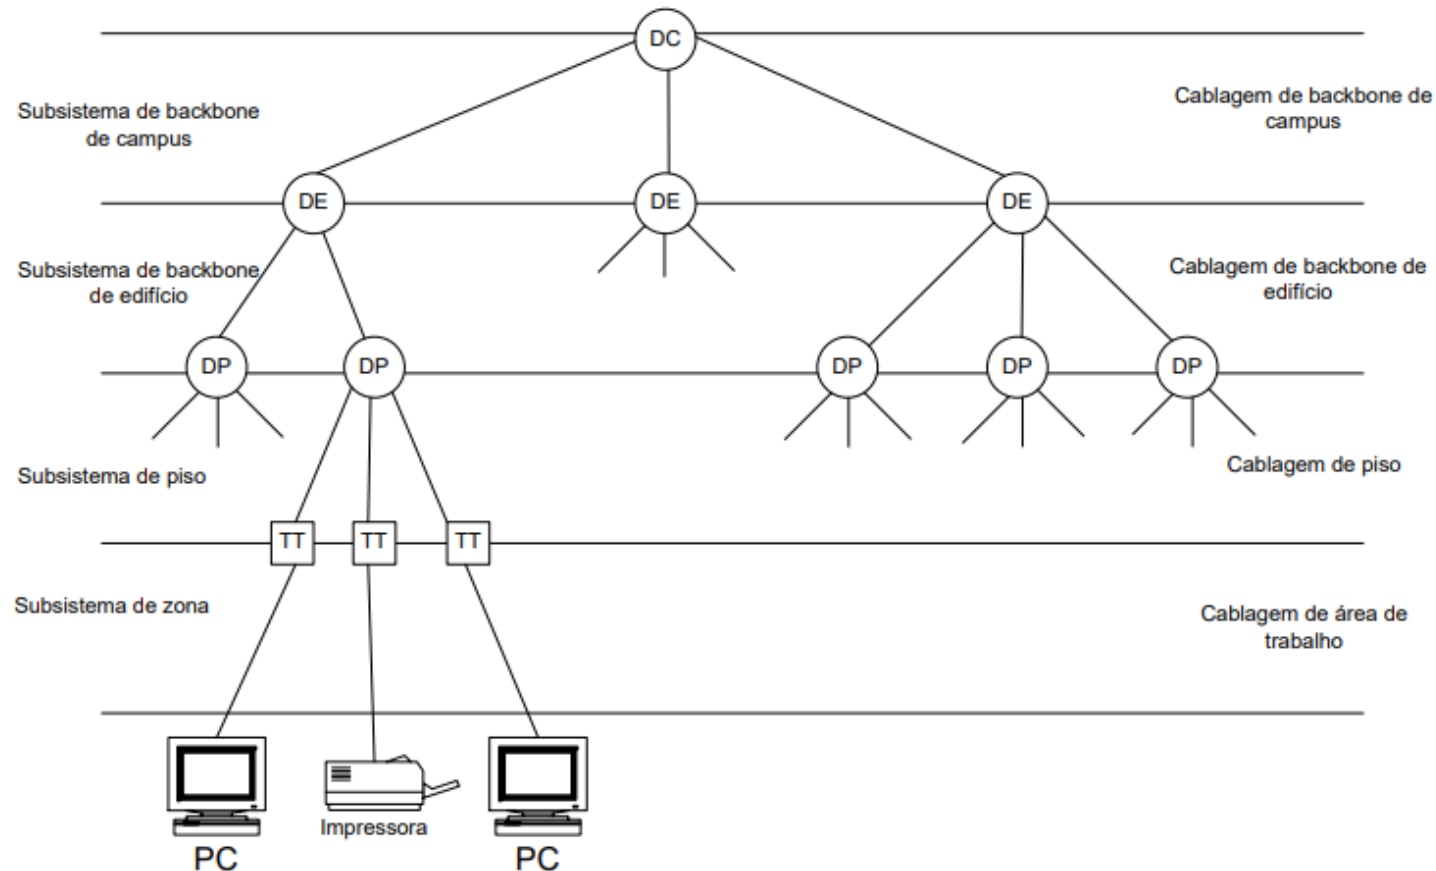 DC
Subsistema de backbone
de campus
Cablagem de backbone de
campus
DE
DE
DE
Subsistema de backbone
de edifício
Cablagem de backbone de
edifício
DP
DP
DP
DP
DP
Subsistema de piso
Cablagem de piso
TT
TT
TT
Subsistema de zona
Cablagem de área de
trabalho
Impressora
PC
PC